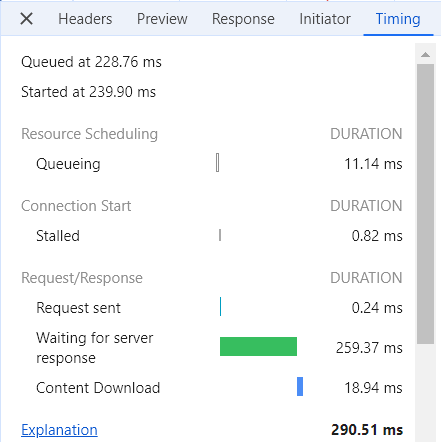 Headers Preview Response Initiator Timing
Queued at 228.76 ms
Started at 239.90 ms
Resource Scheduling DURATION
Queueing 11.14 ms
Connection Start DURATION
Stalled 0.82 ms
Request/Response DURATION
Request sent 0.24 ms
Waiting for server
response 259.37 ms
Content Download 18.94 ms
Explanation 290.51 ms